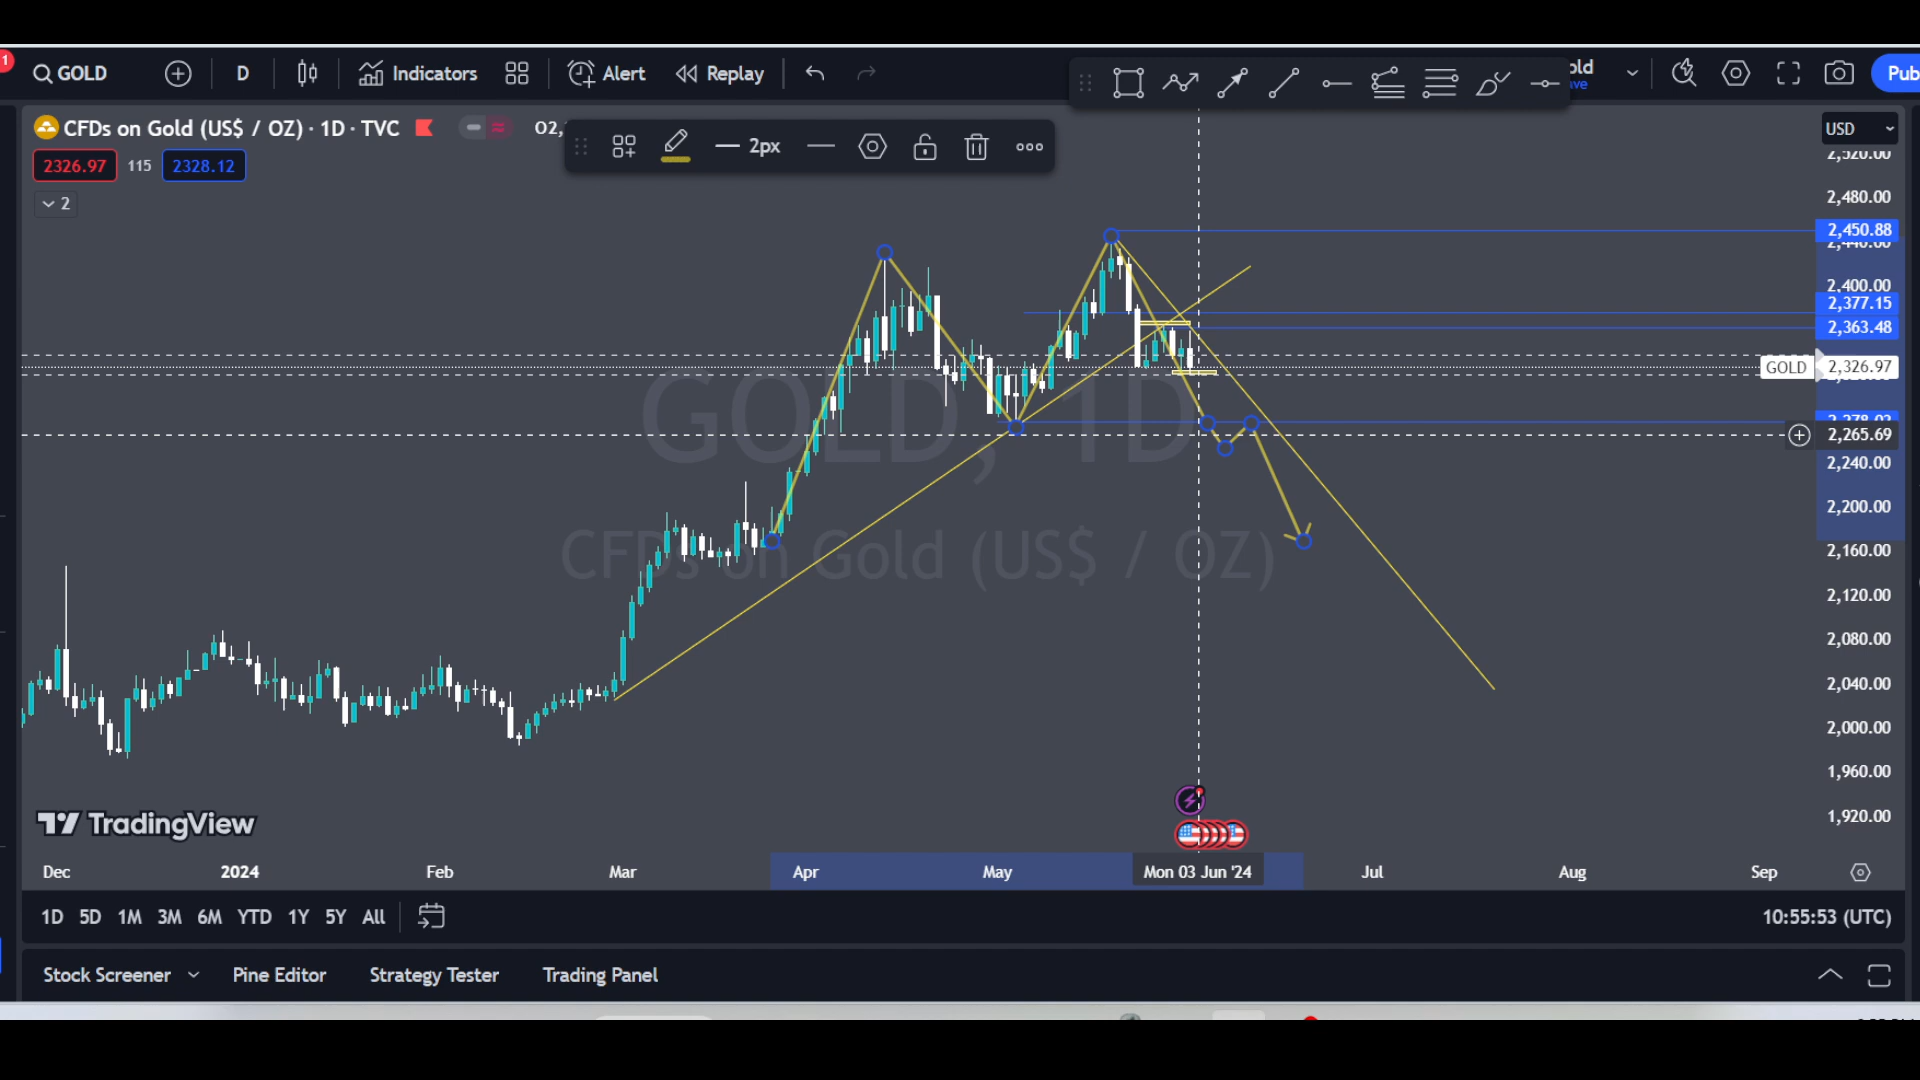 1
GOLD D Indicators Alert Replay
Pub
CFDs on Gold (US$ / OZ) · 1D · TVC
2px
2326.97 115 2328.12
2
USD
2,480.00
2,450.88
2,400.00
2,377.15
2,363.48
GOLD 2,326.97
2,265.69
2,240.00
2,200.00
2,160.00
2,120.00
2,080.00
2,040.00
2,000.00
1,960.00
1,920.00
GOLD, 1D
CFDs on Gold (US$ / OZ)
TradingView
Dec 2024 Feb Mar Apr May Mon 03 Jun '24 Jul Aug Sep
1D 5D 1M 3M 6M YTD 1Y 5Y All 10:55:53 (UTC)
Stock Screener Pine Editor Strategy Tester Trading Panel